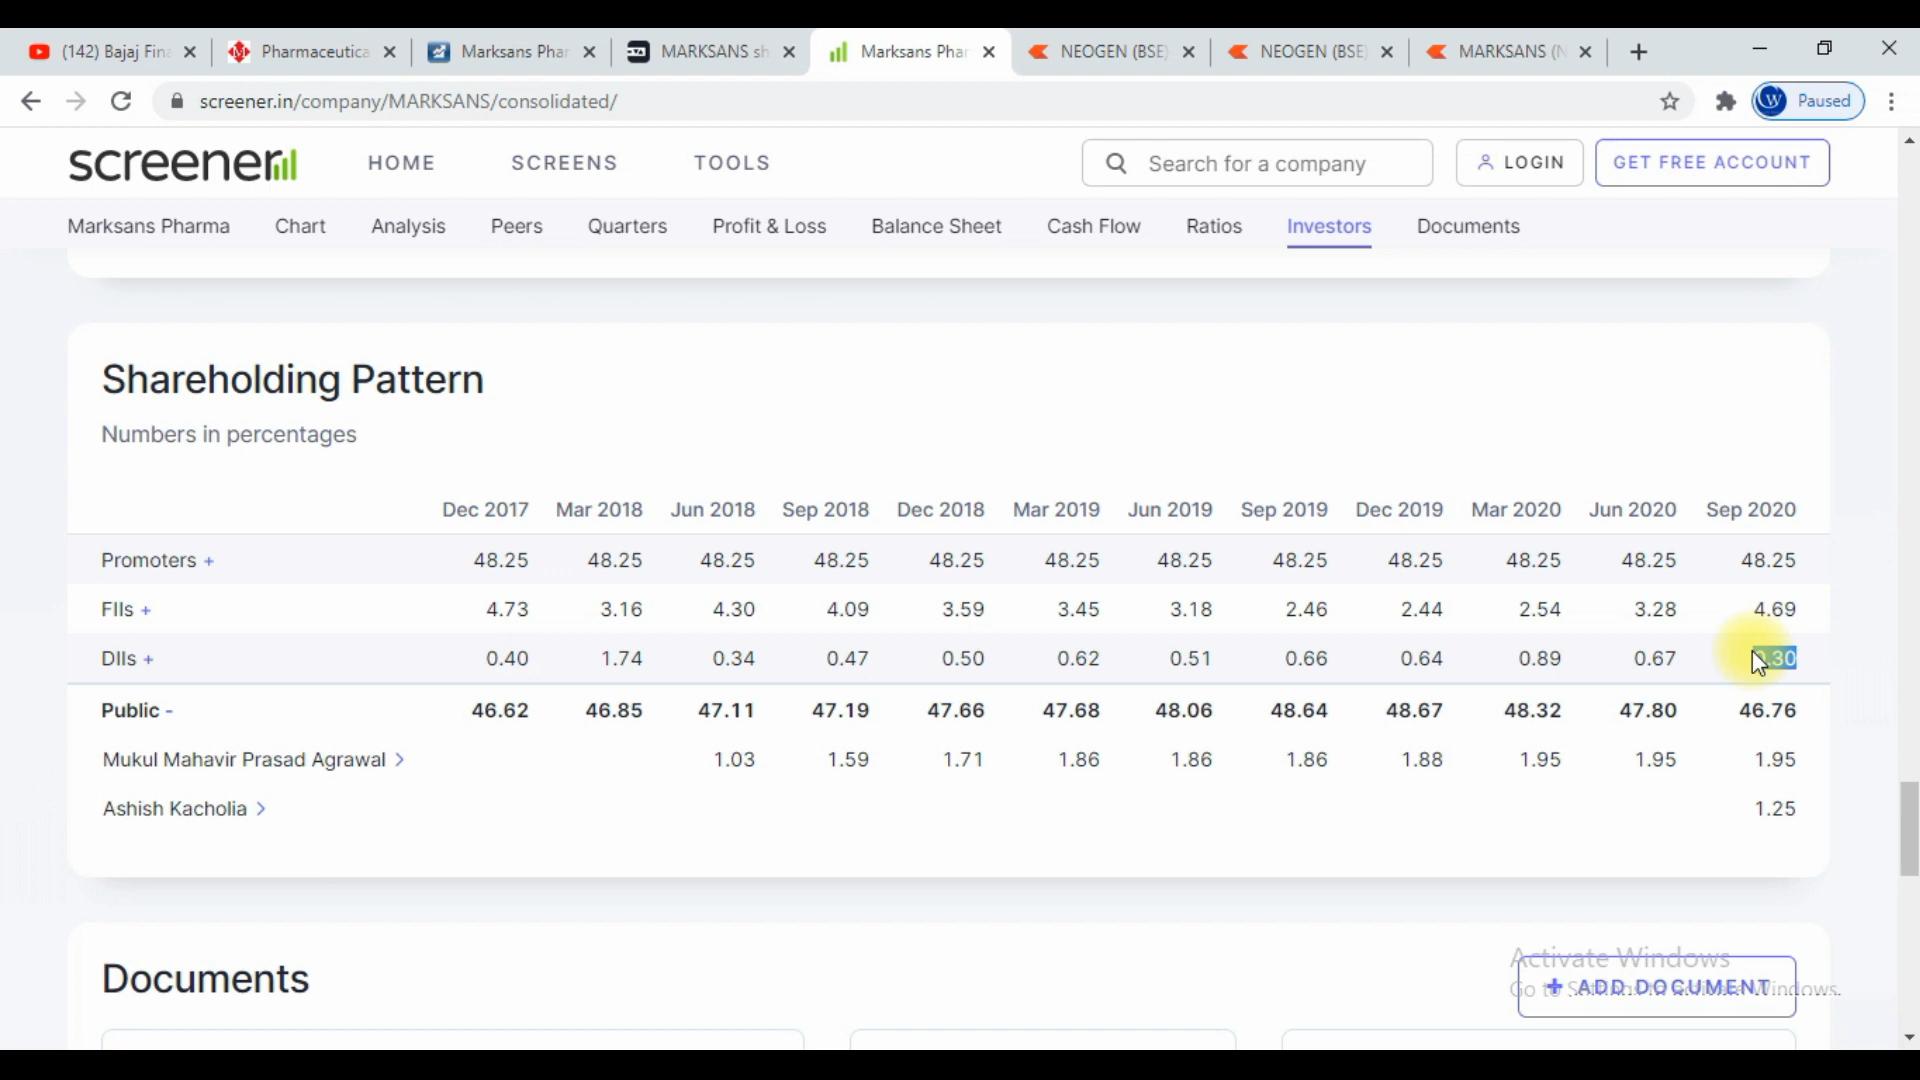 (142) Bajaj Fina
Pharmaceutica
Marksans Phar
MARKSANS sh
Marksans Phar
NEOGEN (BSE)
NEOGEN (BSE)
MARKSANS (N
screener.in/company/MARKSANS/consolidated/
Paused
screener
HOME
SCREENS
TOOLS
Search for a company
LOGIN
GET FREE ACCOUNT
Marksans Pharma Chart Analysis Peers Quarters Profit & Loss Balance Sheet Cash Flow Ratios Investors Documents
Shareholding Pattern
Numbers in percentages
Dec 2017 Mar 2018 Jun 2018 Sep 2018 Dec 2018 Mar 2019 Jun 2019 Sep 2019 Dec 2019 Mar 2020 Jun 2020 Sep 2020
Promoters + 48.25 48.25 48.25 48.25 48.25 48.25 48.25 48.25 48.25 48.25 48.25 48.25
FIIs + 4.73 3.16 4.30 4.09 3.59 3.45 3.18 2.46 2.44 2.54 3.28 4.69
DIIs + 0.40 1.74 0.34 0.47 0.50 0.62 0.51 0.66 0.64 0.89 0.67 0.30
Public - 46.62 46.85 47.11 47.19 47.66 47.68 48.06 48.64 48.67 48.32 47.80 46.76
Mukul Mahavir Prasad Agrawal > 1.03 1.59 1.71 1.86 1.86 1.86 1.88 1.95 1.95 1.95
Ashish Kacholia > 1.25
Documents
+ ADD DOCUMENT
Activate Windows
Go to Settings to activate Windows.